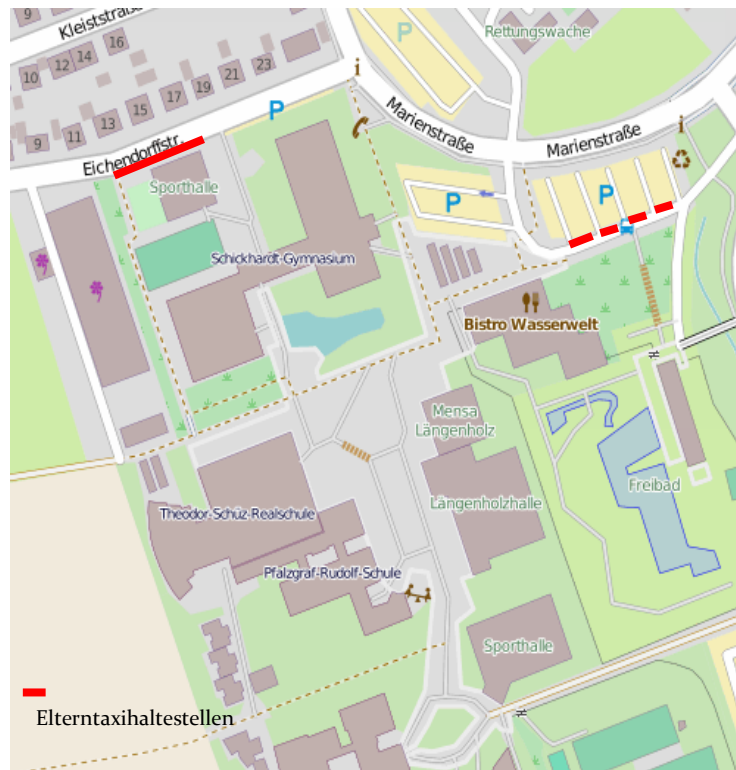 9
Kleiststraße
P
Rettungswache
16
14
12
10
23
21
19
17
15
13
11
9
i
P
Marienstraße
Marienstraße
i
Eichendorffstr.
Sporthalle
P
P
Schickhardt-Gymnasium
Bistro Wasserwelt
Mensa
Längenholz
Längenholzhalle
Freibad
Theodor-Schüz-Realschule
Pfalzgraf-Rudolf-Schule
Sporthalle
Elterntaxihaltestellen